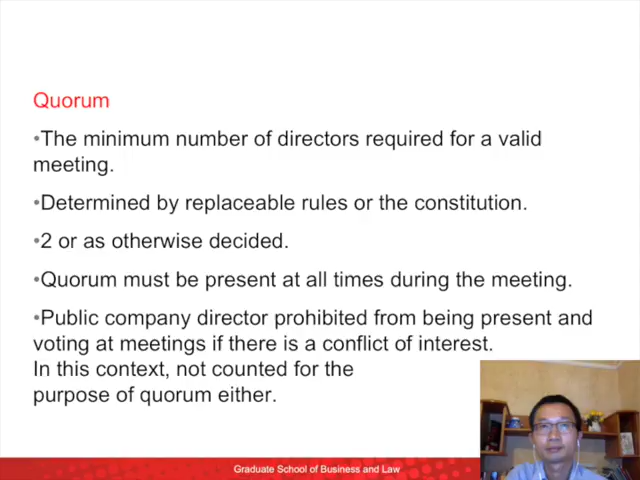 Quorum
•The minimum number of directors required for a valid
meeting.
•Determined by replaceable rules or the constitution.
•2 or as otherwise decided.
•Quorum must be present at all times during the meeting.
•Public company director prohibited from being present and
voting at meetings if there is a conflict of interest.
In this context, not counted for the
purpose of quorum either.
Graduate School of Business and Law